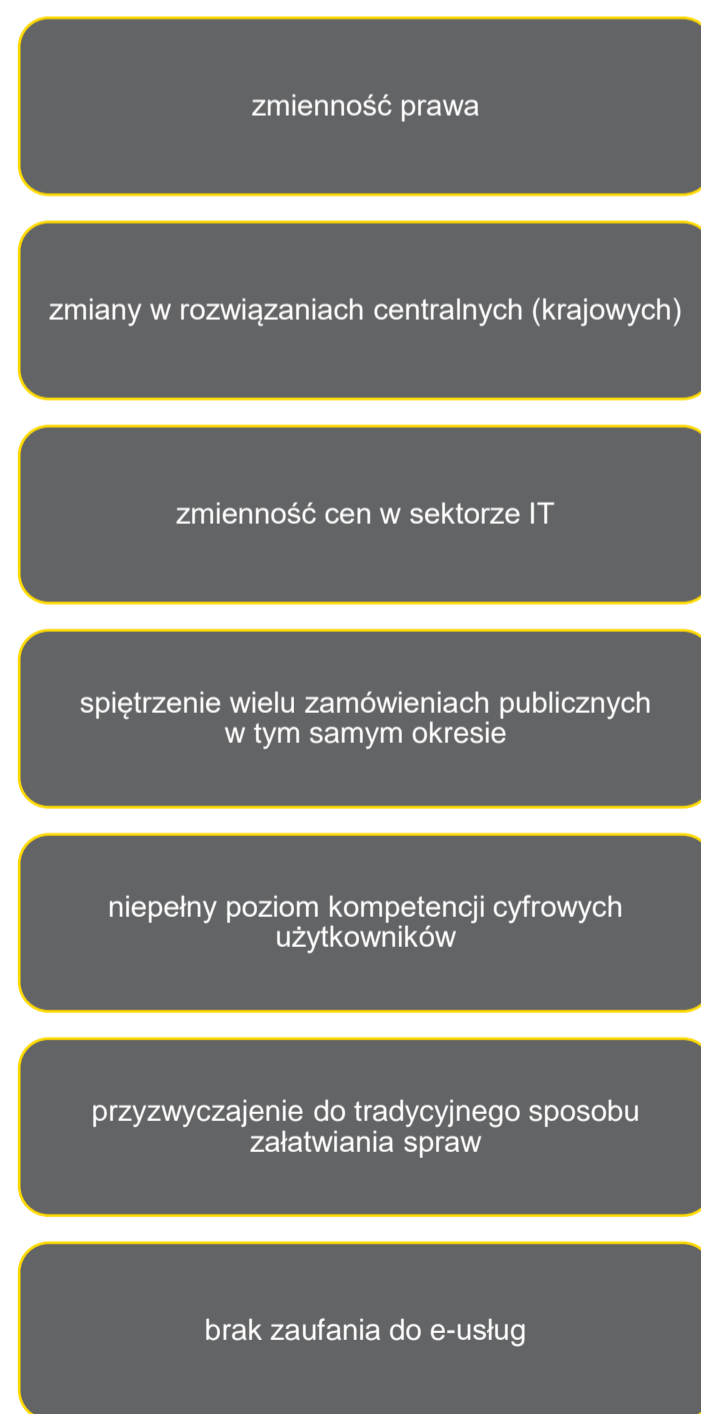 zmienność prawa
zmiany w rozwiązaniach centralnych (krajowych)
zmienność cen w sektorze IT
spiętrzenie wielu zamówieniach publicznych
w tym samym okresie
niepełny poziom kompetencji cyfrowych
użytkowników
przyzwyczajenie do tradycyjnego sposobu
załatwiania spraw
brak zaufania do e-usług